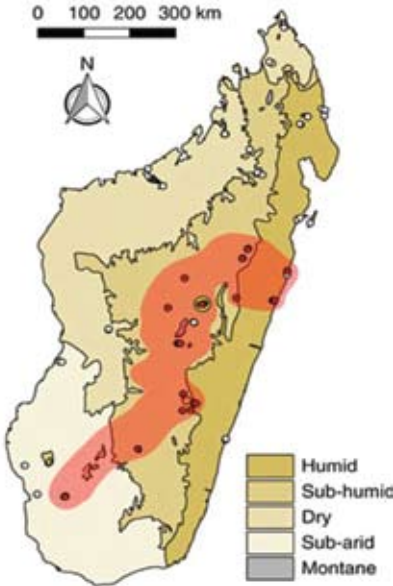 0 100 200 300 km
N
Humid
Sub-humid
Dry
Sub-arid
Montane